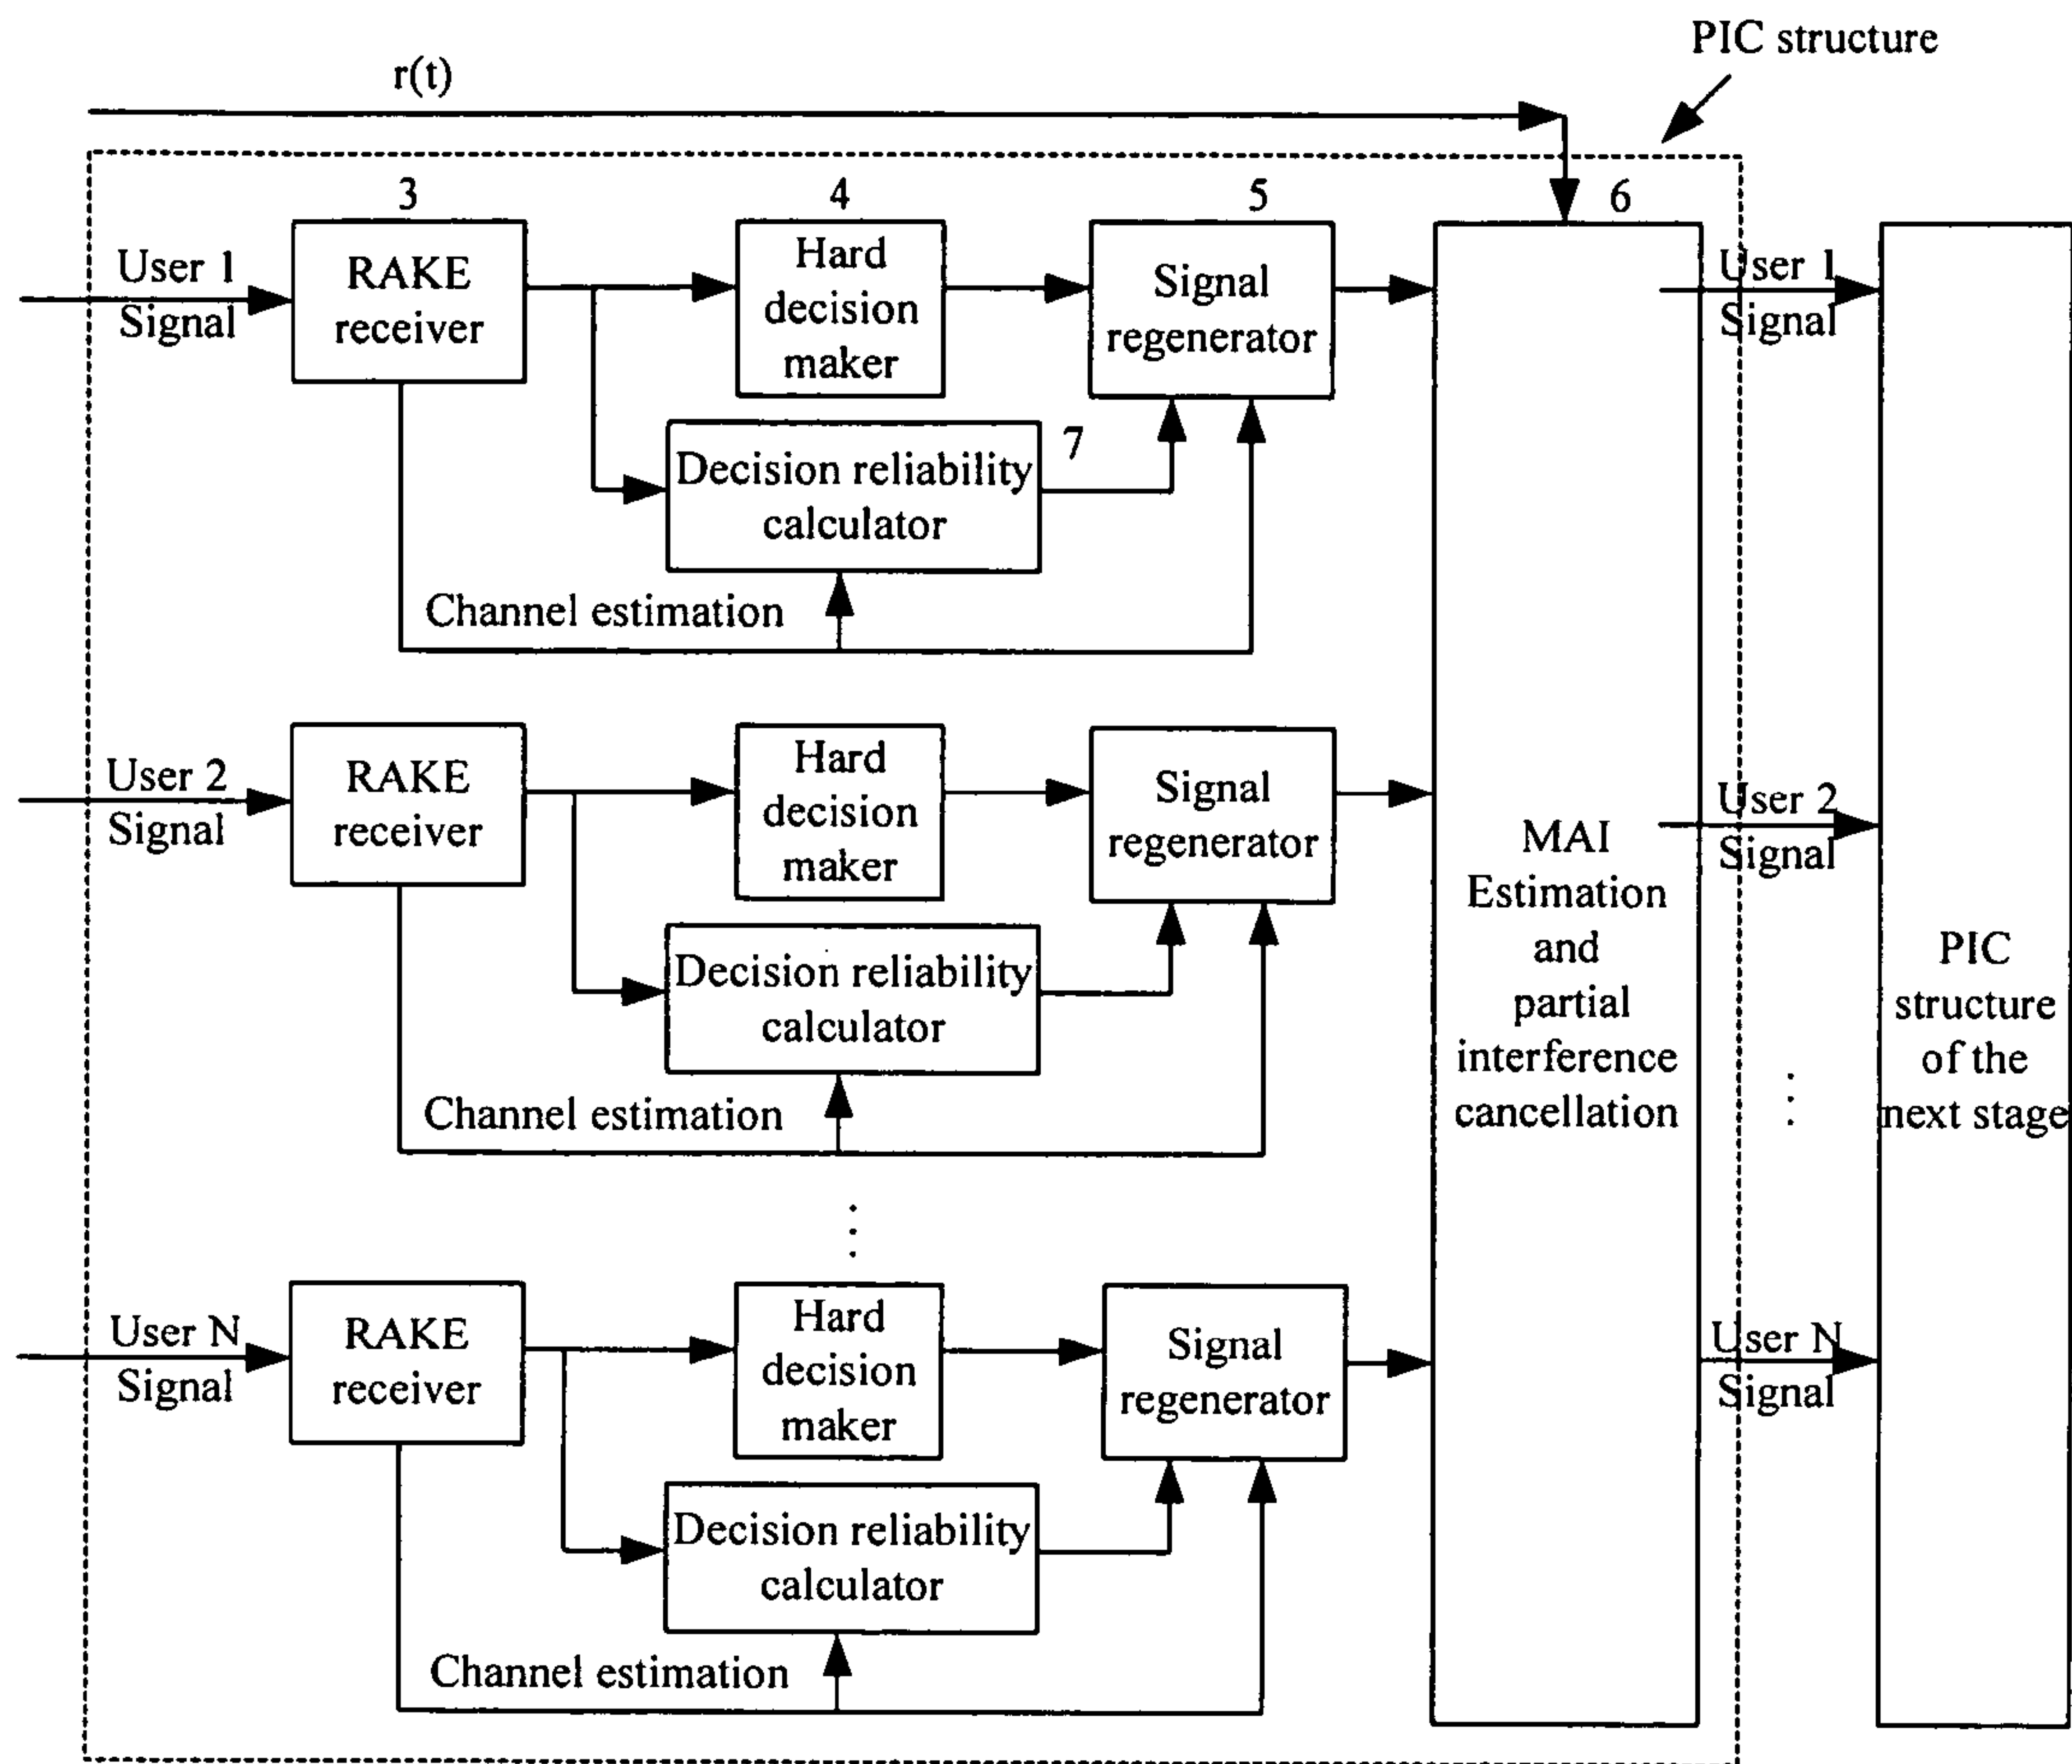 PIC structure
r(t)
3
4
5
6
User 1
Signal
RAKE
receiver
Hard
decision
maker
Signal
regenerator
User 1
Signal
7
Decision reliability
calculator
Channel estimation
User 2
Signal
RAKE
receiver
Hard
decision
maker
Signal
regenerator
User 2
Signal
Decision reliability
calculator
Channel estimation
MAI
Estimation
and
partial
interference
cancellation
PIC
structure
of the
next stage
User N
Signal
RAKE
receiver
Hard
decision
maker
Signal
regenerator
User N
Signal
Decision reliability
calculator
Channel estimation